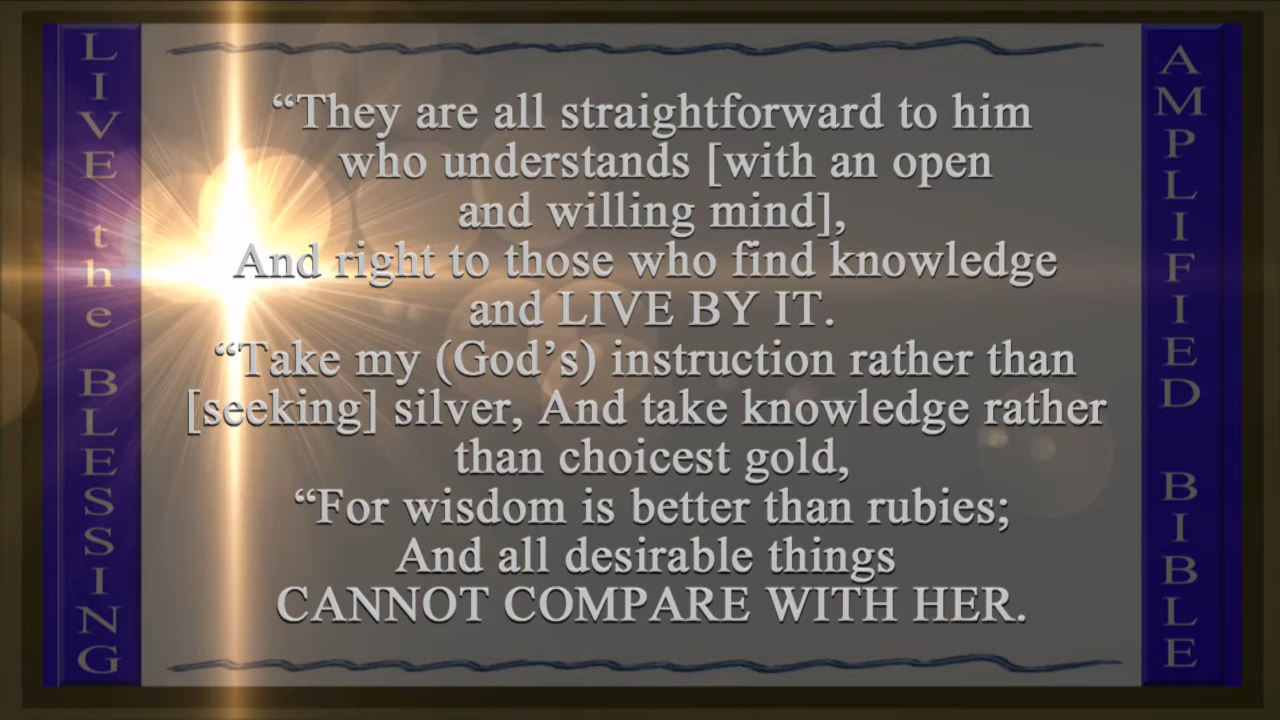 LIVE the BLESSING
“They are all straightforward to him
who understands [with an open
and willing mind],
And right to those who find knowledge
and LIVE BY IT.
“Take my (God’s) instruction rather than
[seeking] silver, And take knowledge rather
than choicest gold,
“For wisdom is better than rubies;
And all desirable things
CANNOT COMPARE WITH HER.
AMPLIFIED BIBLE